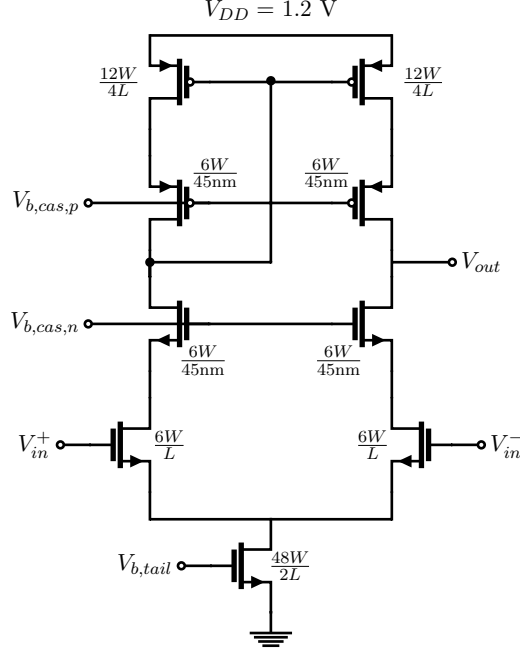 V_{DD} = 1.2 V
12W/4L
12W/4L
6W/45nm
6W/45nm
V_{b,cas,p}
V_{out}
V_{b,cas,n}
6W/45nm
6W/45nm
V_{in}^{+}
6W/L
6W/L
V_{in}^{-}
V_{b,tail}
48W/2L